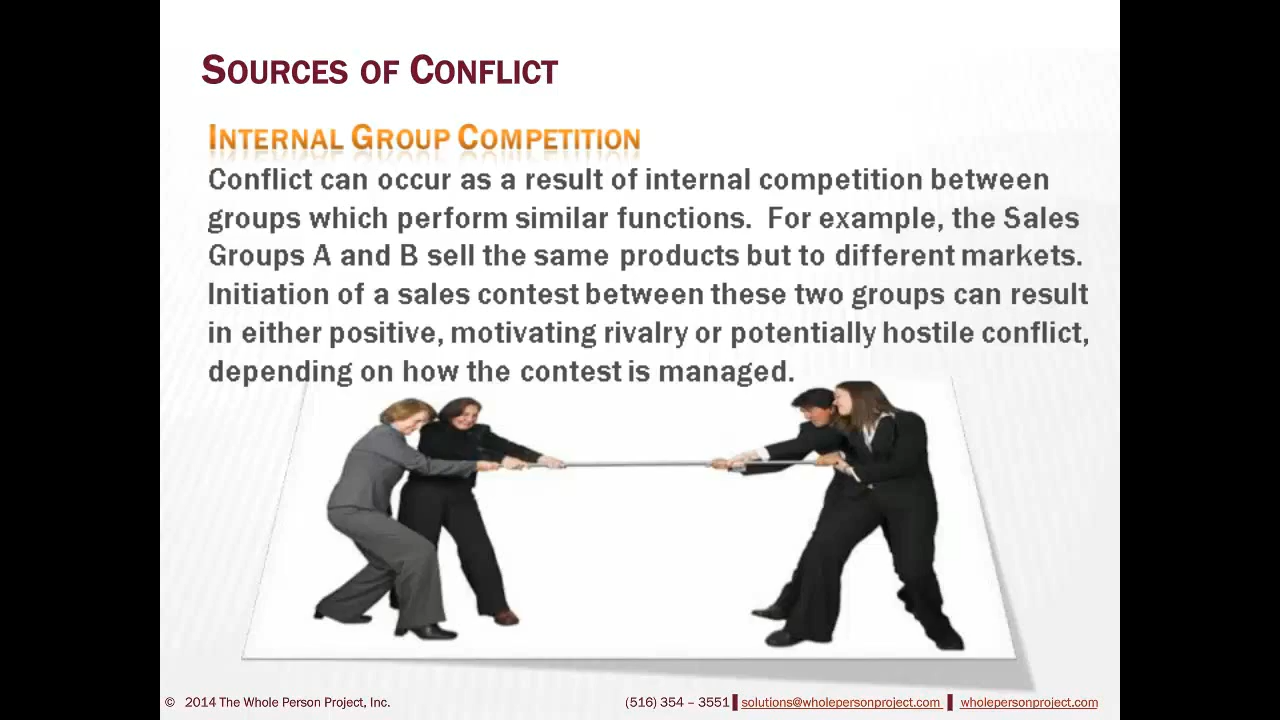 SOURCES OF CONFLICT
INTERNAL GROUP COMPETITION
Conflict can occur as a result of internal competition between
groups which perform similar functions.  For example, the Sales
Groups A and B sell the same products but to different markets.
Initiation of a sales contest between these two groups can result
in either positive, motivating rivalry or potentially hostile conflict,
depending on how the contest is managed.
© 2014 The Whole Person Project, Inc. (516) 354 – 3551 ▌solutions@wholepersonproject.com ▌ wholepersonproject.com